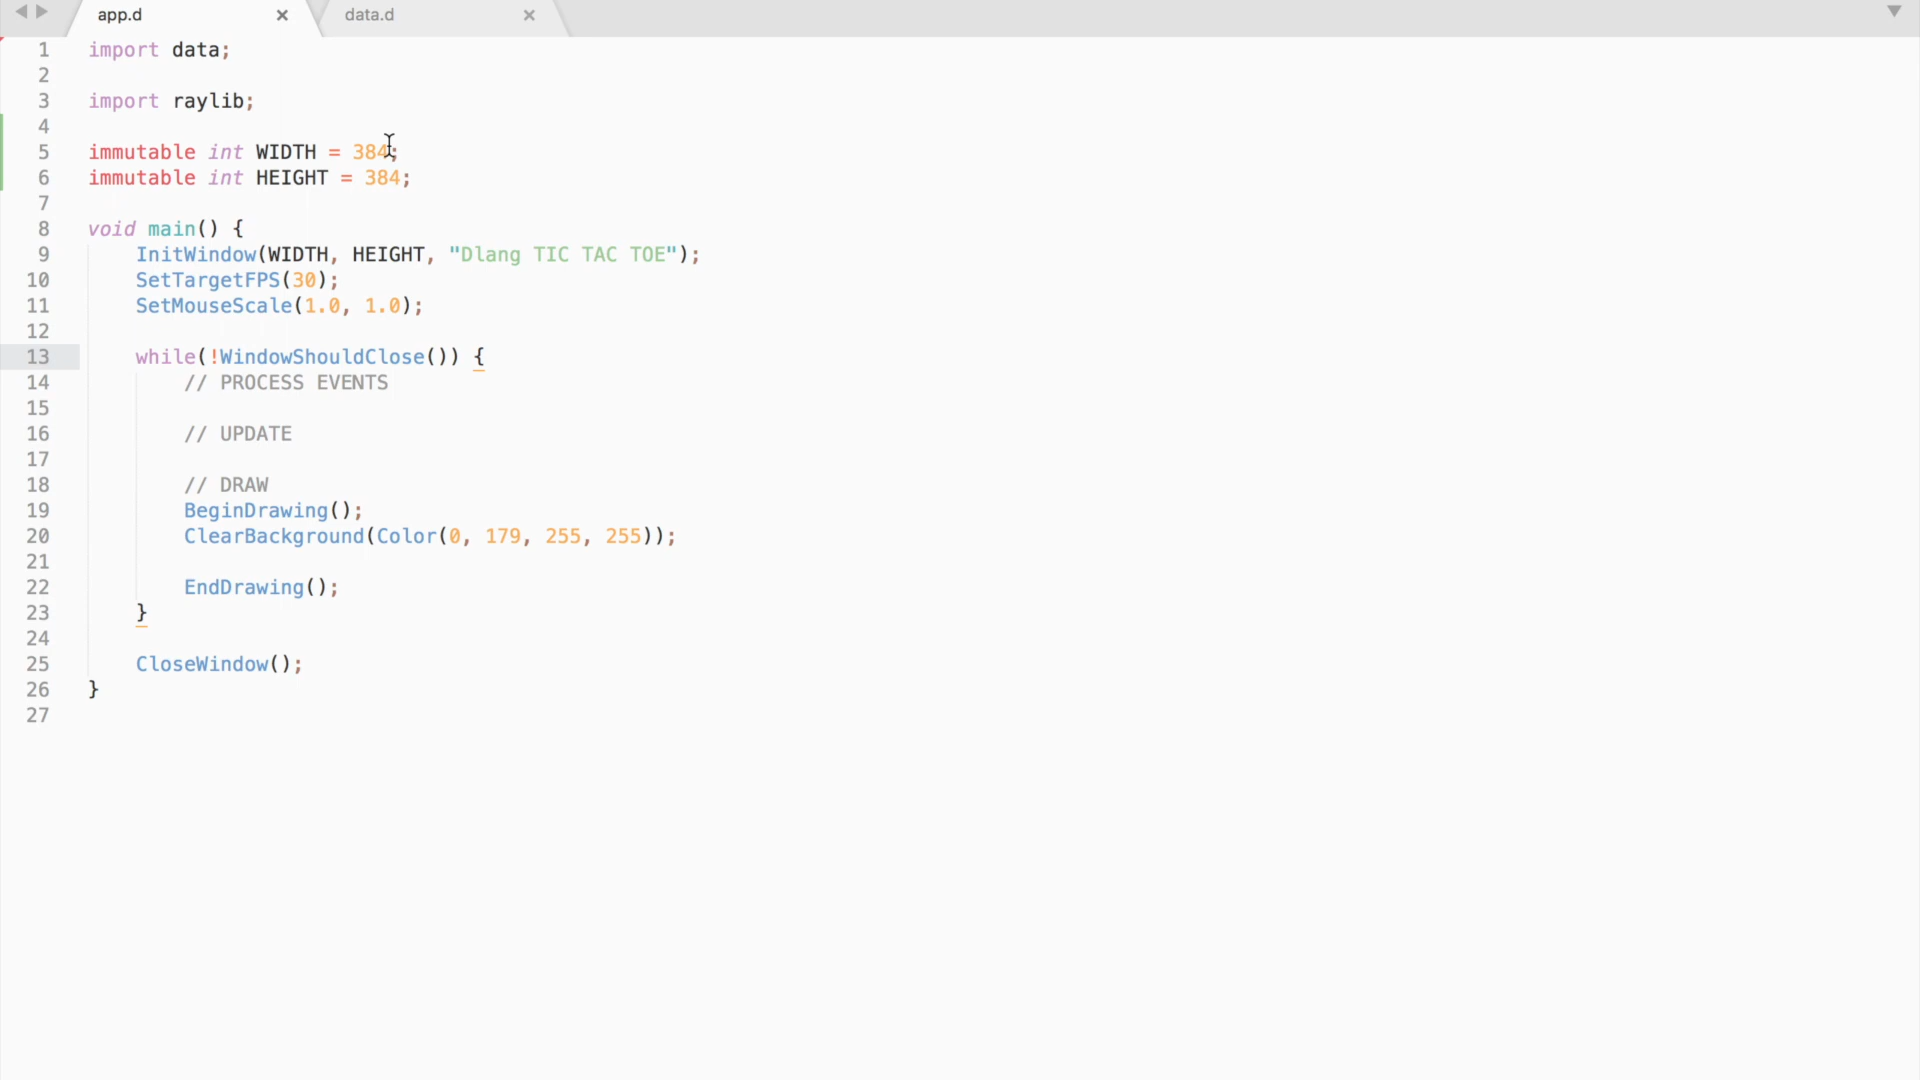 app.d
data.d
1 import data;
2
3 import raylib;
4
5 immutable int WIDTH = 384;
6 immutable int HEIGHT = 384;
7
8 void main() {
9 InitWindow(WIDTH, HEIGHT, "Dlang TIC TAC TOE");
10 SetTargetFPS(30);
11 SetMouseScale(1.0, 1.0);
12
13 while(!WindowShouldClose()) {
14 // PROCESS EVENTS
15
16 // UPDATE
17
18 // DRAW
19 BeginDrawing();
20 ClearBackground(Color(0, 179, 255, 255));
21
22 EndDrawing();
23 }
24
25 CloseWindow();
26 }
27